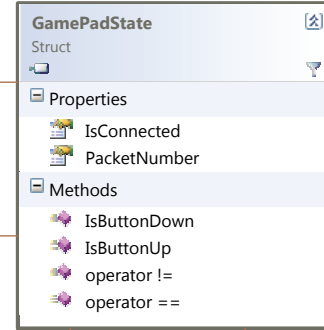 GamePadState
Struct
Properties
IsConnected
PacketNumber
Methods
IsButtonDown
IsButtonUp
operator !=
operator ==